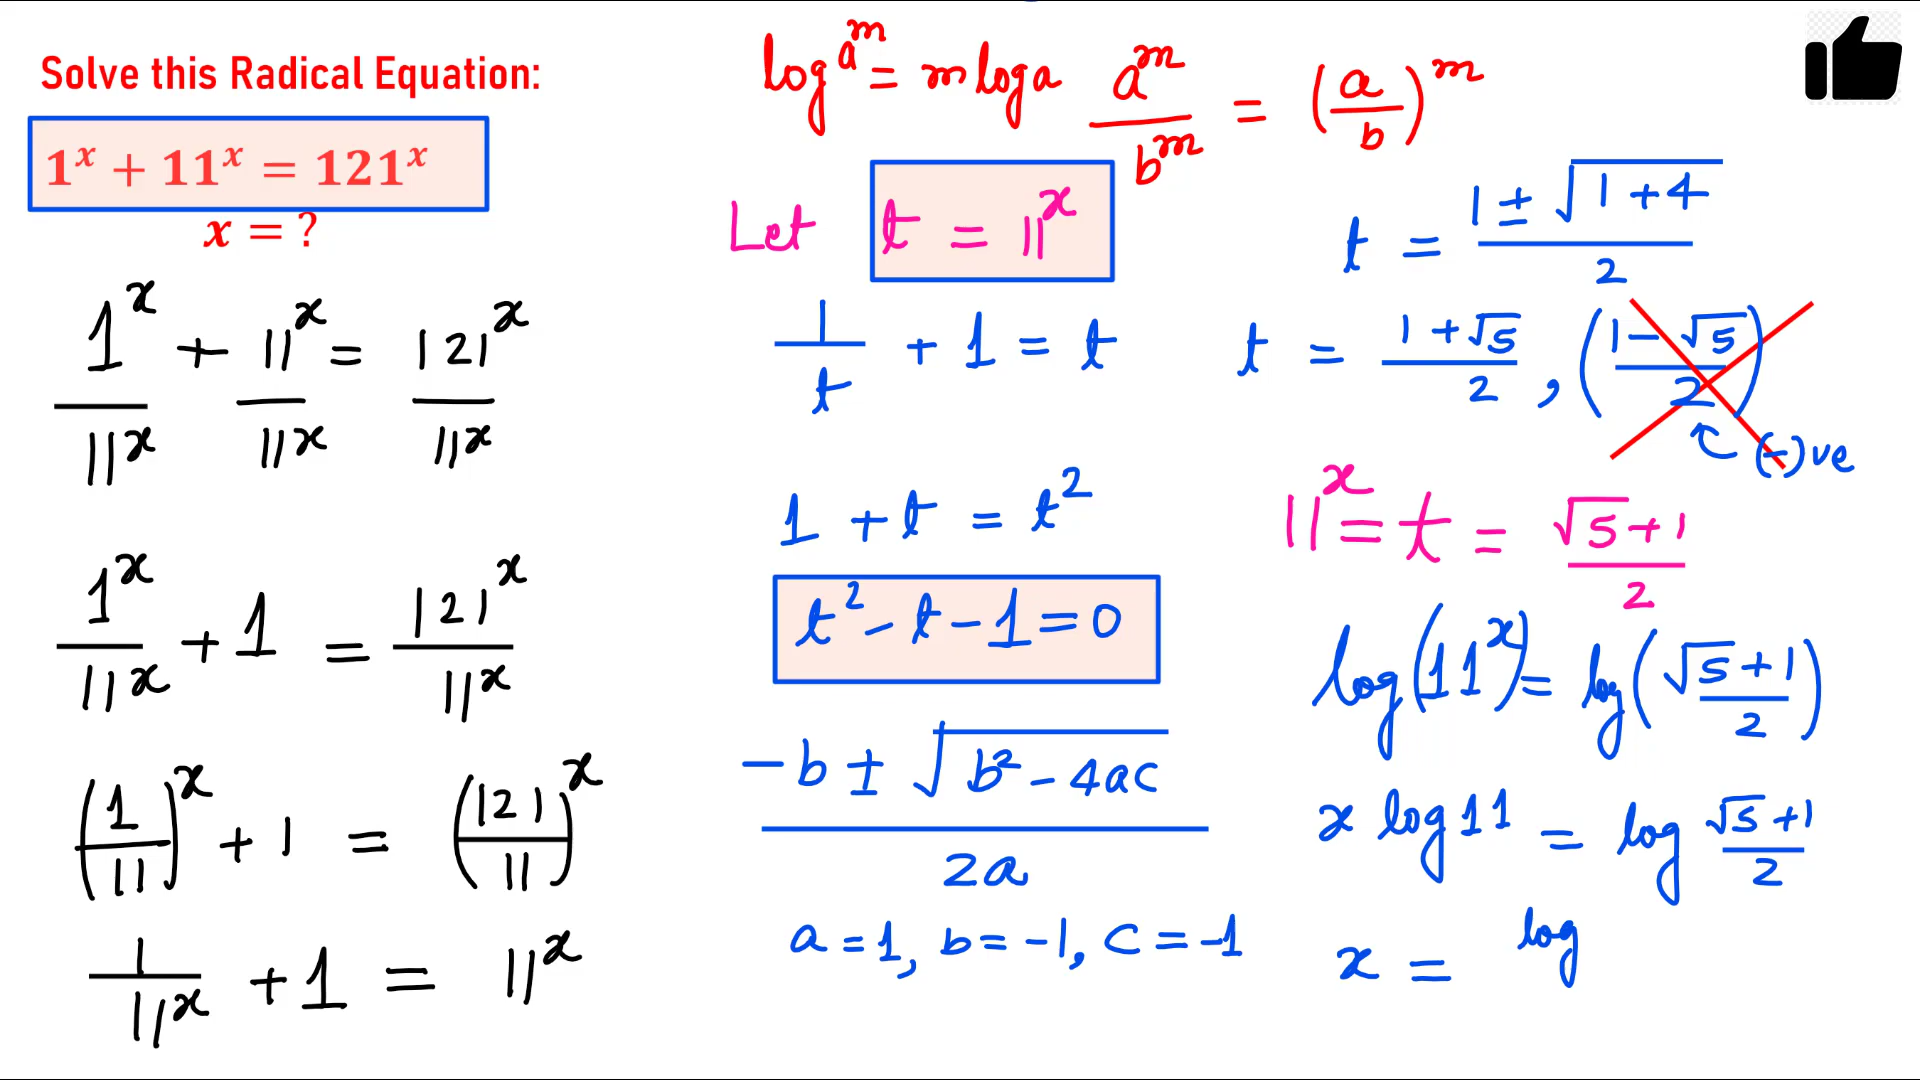 Solve this Radical Equation:
1^x + 11^x = 121^x
x = ?
1^x/11^x + 11^x/11^x = 121^x/11^x
1^x/11^x + 1 = 121^x/11^x
(1/11)^x + 1 = (121/11)^x
1/11^x + 1 = 11^x
log a^m = m log a
a^m/b^m = (a/b)^m
Let t = 11^x
1/t + 1 = t
1 + t = t^2
t^2 - t - 1 = 0
-b ± √(b^2 - 4ac)/2a
a = 1, b = -1, c = -1
t = 1 ± √(1 + 4)/2
t = 1 + √5/2, (1 - √5/2)
(-)ve
11^x = t = √5 + 1/2
log(11^x) = log(√5 + 1/2)
x log 11 = log √5 + 1/2
x = log